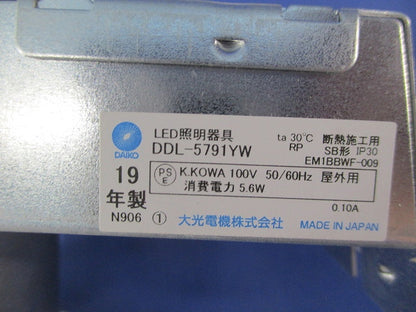 LED照明器具
DDL-5791YW
ta 30℃ 断熱施工用
RP SB形 IP30
EM1BBWF-009
DAIKO
19年製
PSE K.KOWA 100V 50/60Hz 屋外用
消費電力 5.6W
0.10A
N906 ① 大光電機株式会社 MADE IN JAPAN